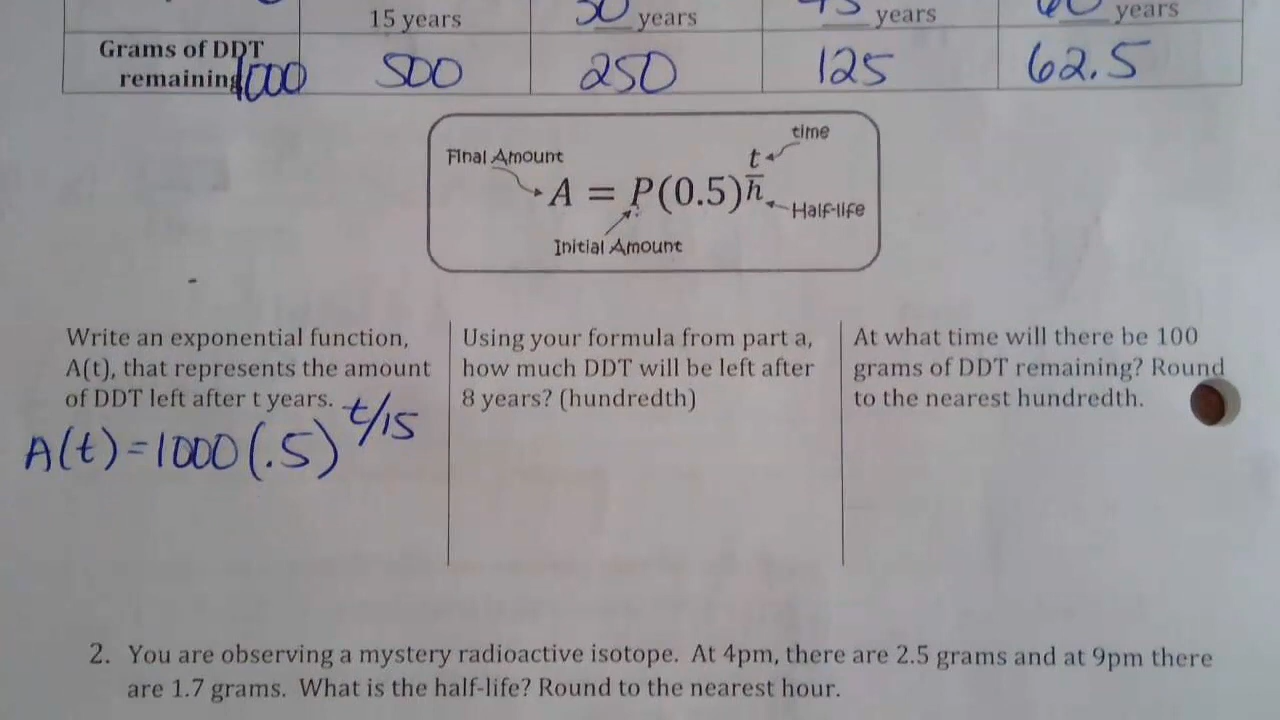 15 years 30 years 45 years 60 years
Grams of DDT
remaining 1000 500 250 125 62.5
time
Final Amount
A = P(0.5)^t/h
Half-life
Initial Amount
Write an exponential function,
A(t), that represents the amount
of DDT left after t years.
A(t)=1000(.5)^t/15
Using your formula from part a,
how much DDT will be left after
8 years? (hundredth)
At what time will there be 100
grams of DDT remaining? Round
to the nearest hundredth.
2. You are observing a mystery radioactive isotope. At 4pm, there are 2.5 grams and at 9pm there
are 1.7 grams. What is the half-life? Round to the nearest hour.